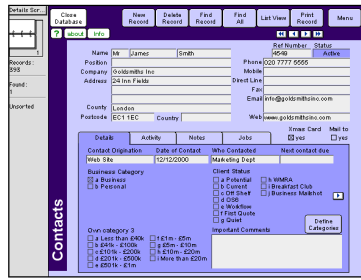 Details Scr...
Close Database
New Record
Delete Record
Find Record
Find All
List View
Print Record
Menu
? about Info
Ref Number Status
Name Mr James Smith 4549 Active
Records:
898
Found:
1
Unsorted
Position
Phone 020 7777 5555
Company Goldsmiths Inc
Mobile
Address 24 Inn Fields
Direct Line
Fax
Email info@goldsmithsinc.com
County London
Postcode EC1 1EC Country
Web www.goldsmithsinc.com
Xmas Card Mail to
yes yes
Details Activity Notes Jobs
Contact Origination Date of Contact Who Contacted Next contact due
Web Site 12/12/2000 Marketing Dept
Business Category
a Business
b Personal
Client Status
a Potential h WMRA
b Current i Breakfast Club
c Off Shelf j Business Mailshot
d OSS
e Workflow
f First Quote
g Quiet
Define Categories
Own category 3
a Less than £40k f £1m - £5m
b £41k - £100k g £5m - £10m
c £101k - £200k h £10m - £20m
d £201k - £500k i More than £20m
e £501k - £1m
Important Comments
Contacts